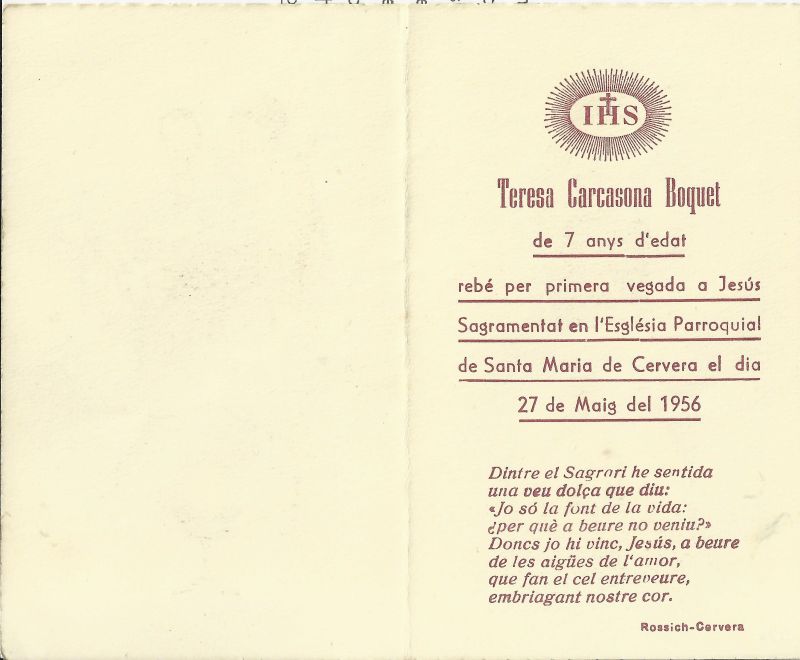 IHS
Teresa Carcasona Boquet
de 7 anys d'edat
rebé per primera vegada a Jesús
Sagramentat en l'Església Parroquial
de Santa Maria de Cervera el dia
27 de Maig del 1956
Dintre el Sagrari he sentida
una veu dolça que diu:
«Jo só la font de la vida:
¿per què a beure no veniu?»
Doncs jo hi vinc, Jesús, a beure
de les aigües de l'amor,
que fan el cel entreveure,
embriagant nostre cor.
Rossich-Cervera